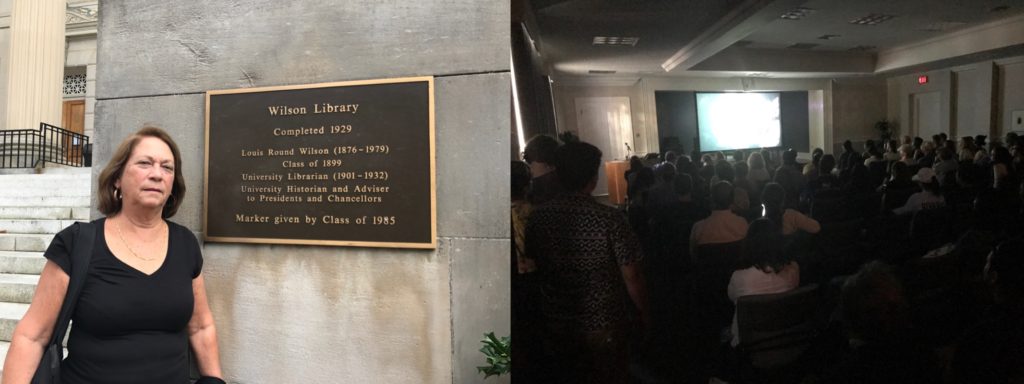 Wilson Library
Completed 1929
Louis Round Wilson (1876-1979)
Class of 1899
University Librarian (1901-1932)
University Historian and Adviser
to Presidents and Chancellors
Marker given by Class of 1985
EXIT